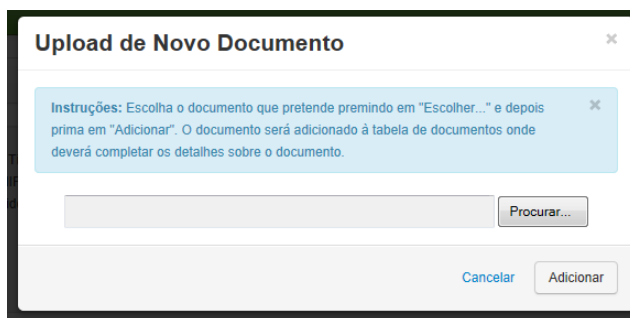 Upload de Novo Documento
Instruções: Escolha o documento que pretende premindo em "Escolher..." e depois
prima em "Adicionar". O documento será adicionado à tabela de documentos onde
deverá completar os detalhes sobre o documento.
Procurar...
Cancelar Adicionar